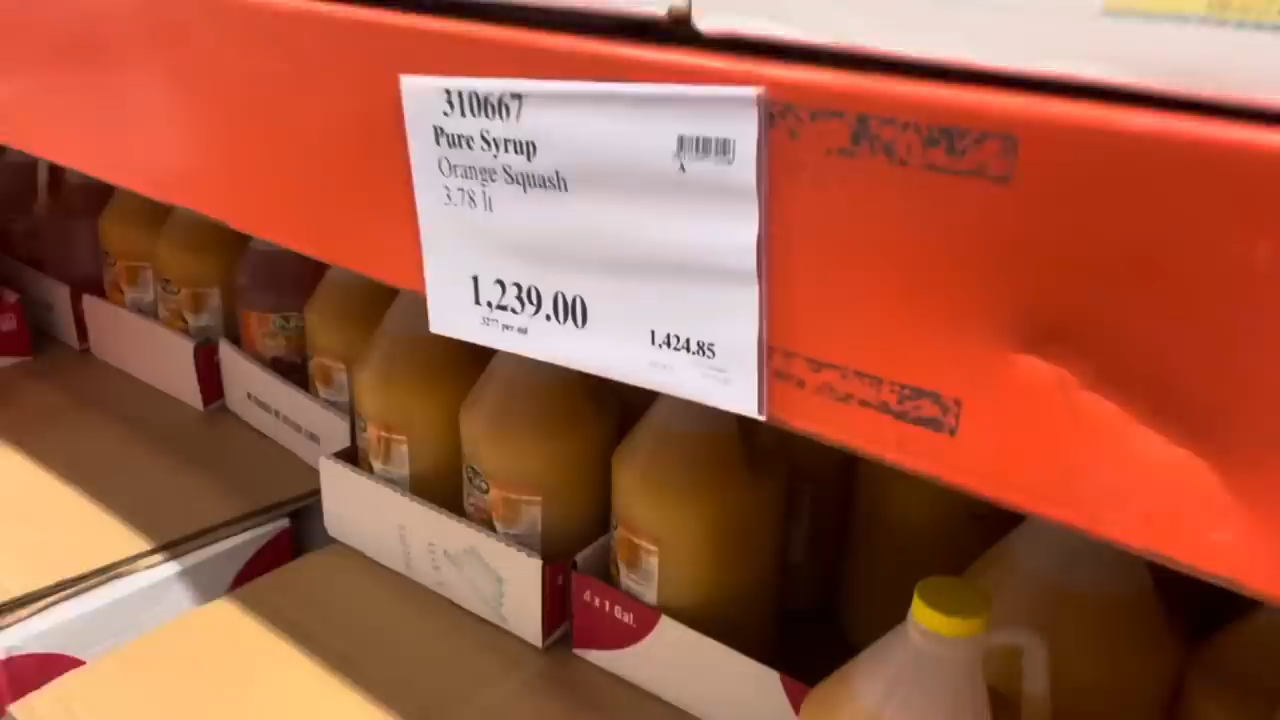 310667
Pure Syrup
Orange Squash
3.78 lt
A
1,239.00
1,424.85
4 x 1 Gal.